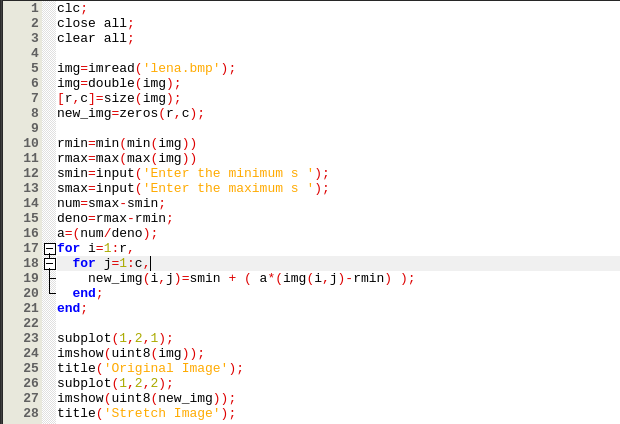 1 clc;
2 close all;
3 clear all;
4
5 img=imread('lena.bmp');
6 img=double(img);
7 [r,c]=size(img);
8 new_img=zeros(r,c);
9
10 rmin=min(min(img))
11 rmax=max(max(img))
12 smin=input('Enter the minimum s ');
13 smax=input('Enter the maximum s ');
14 num=smax-smin;
15 deno=rmax-rmin;
16 a=(num/deno);
17 for i=1:r,
18 for j=1:c,
19 new_img(i,j)=smin + ( a*(img(i,j)-rmin) );
20 end;
21 end;
22
23 subplot(1,2,1);
24 imshow(uint8(img));
25 title('Original Image');
26 subplot(1,2,2);
27 imshow(uint8(new_img));
28 title('Stretch Image');